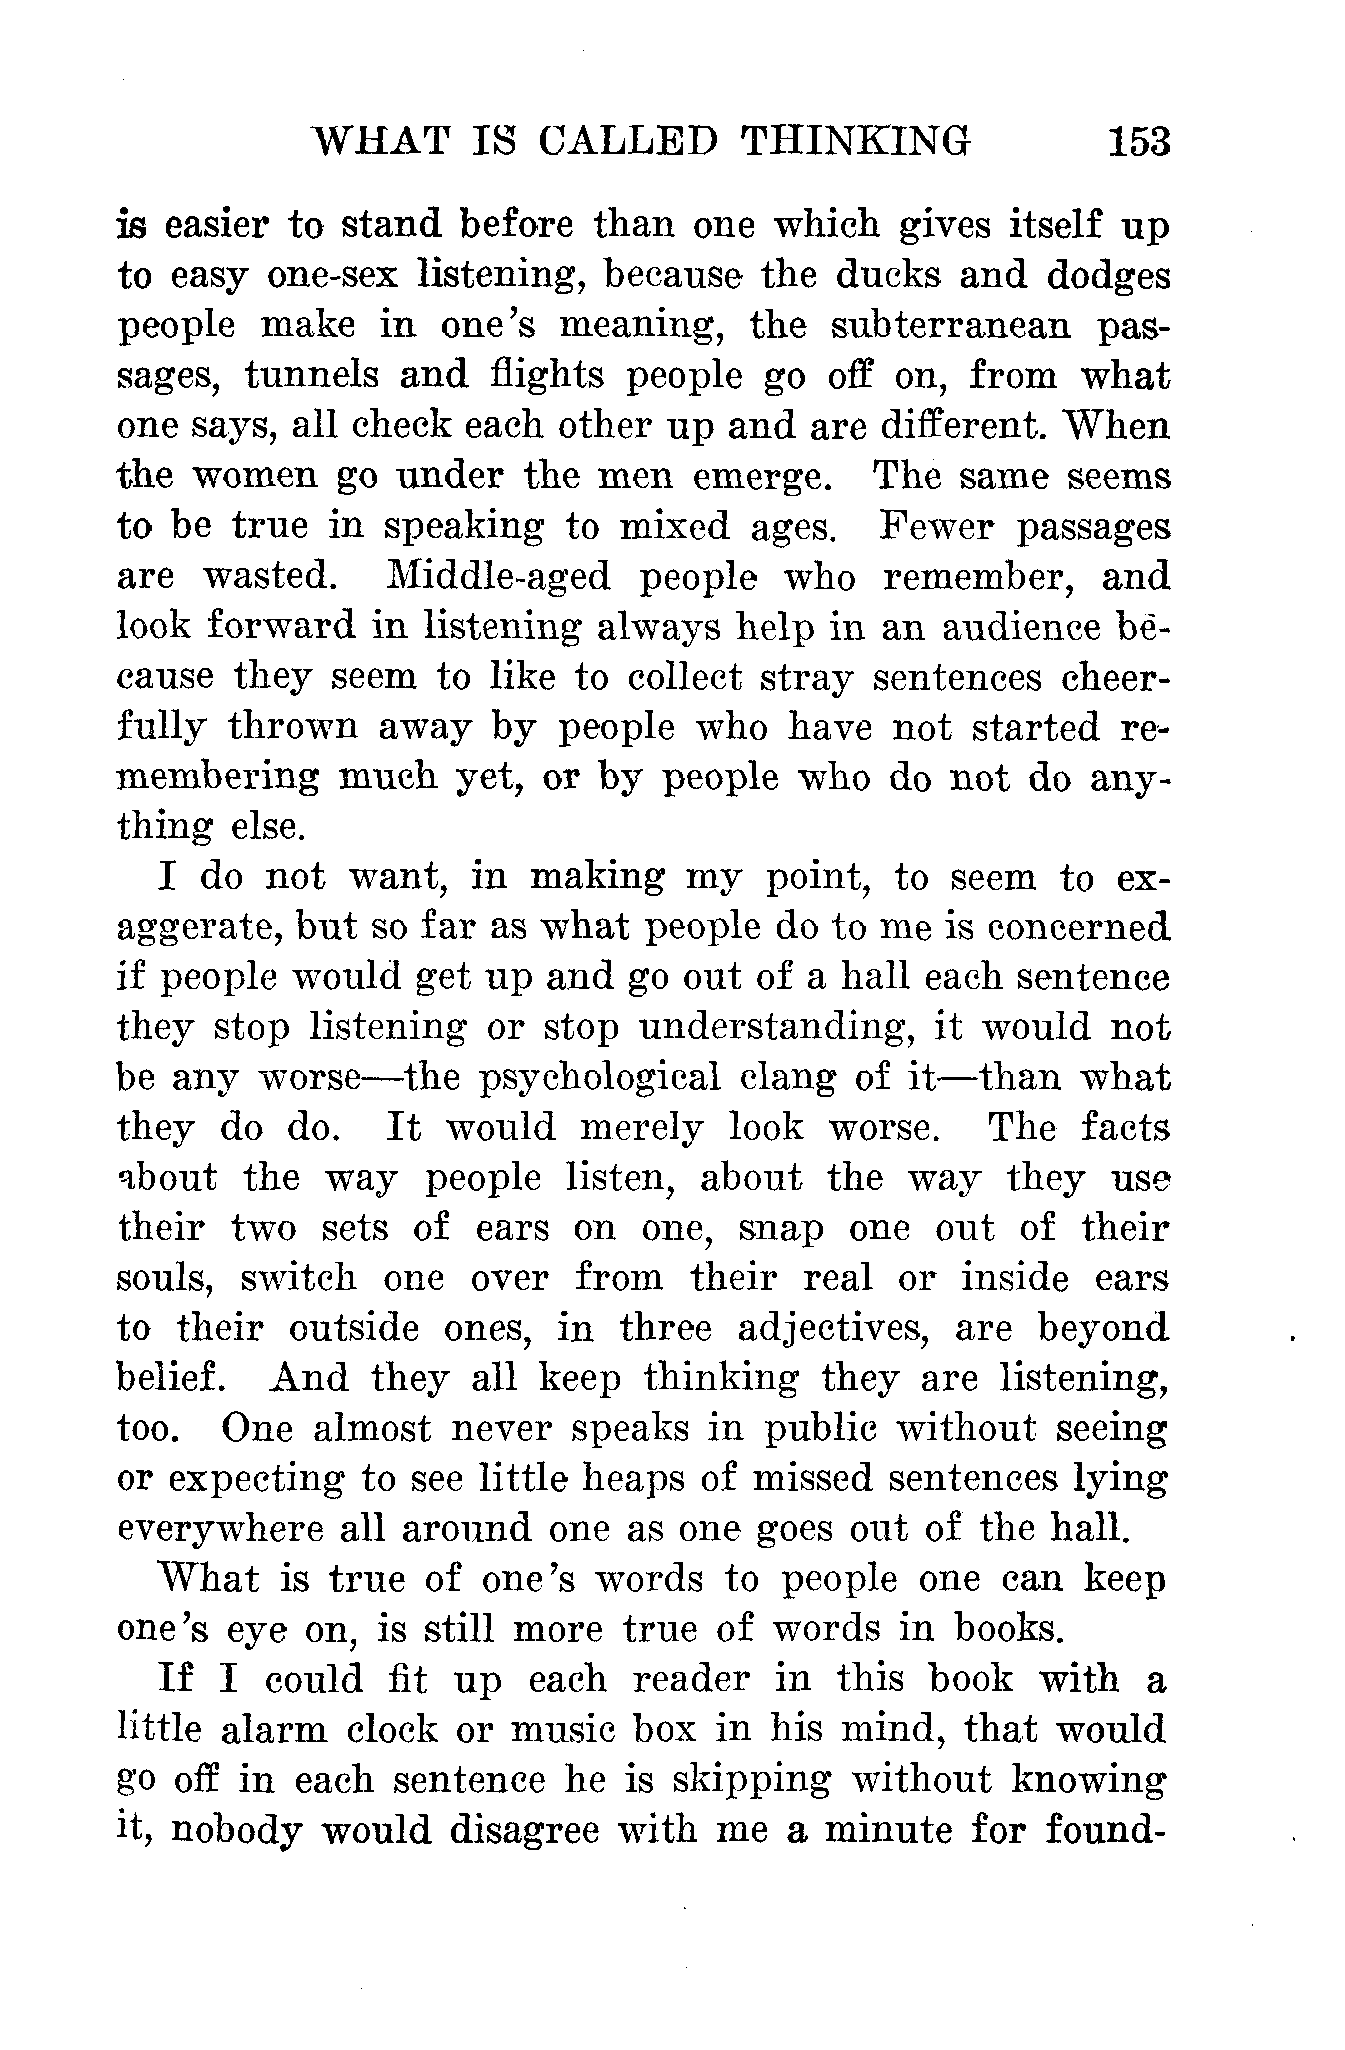 WHAT IS CALLED THINKING 153
is easier to stand before than one which gives itself up
to easy one-sex listening, because the ducks and dodges
people make in one's meaning, the subterranean pas-
sages, tunnels and flights people go off on, from what
one says, all check each other up and are different. When
the women go under the men emerge. The same seems
to be true in speaking to mixed ages. Fewer passages
are wasted. Middle-aged people who remember, and
look forward in listening always help in an audience be-
cause they seem to like to collect stray sentences cheer-
fully thrown away by people who have not started re-
membering much yet, or by people who do not do any-
thing else.
I do not want, in making my point, to seem to ex-
aggerate, but so far as what people do to me is concerned
if people would get up and go out of a hall each sentence
they stop listening or stop understanding, it would not
be any worse—the psychological clang of it—than what
they do do. It would merely look worse. The facts
about the way people listen, about the way they use
their two sets of ears on one, snap one out of their
souls, switch one over from their real or inside ears
to their outside ones, in three adjectives, are beyond
belief. And they all keep thinking they are listening,
too. One almost never speaks in public without seeing
or expecting to see little heaps of missed sentences lying
everywhere all around one as one goes out of the hall.
What is true of one's words to people one can keep
one's eye on, is still more true of words in books.
If I could fit up each reader in this book with a
little alarm clock or music box in his mind, that would
go off in each sentence he is skipping without knowing
it, nobody would disagree with me a minute for found-